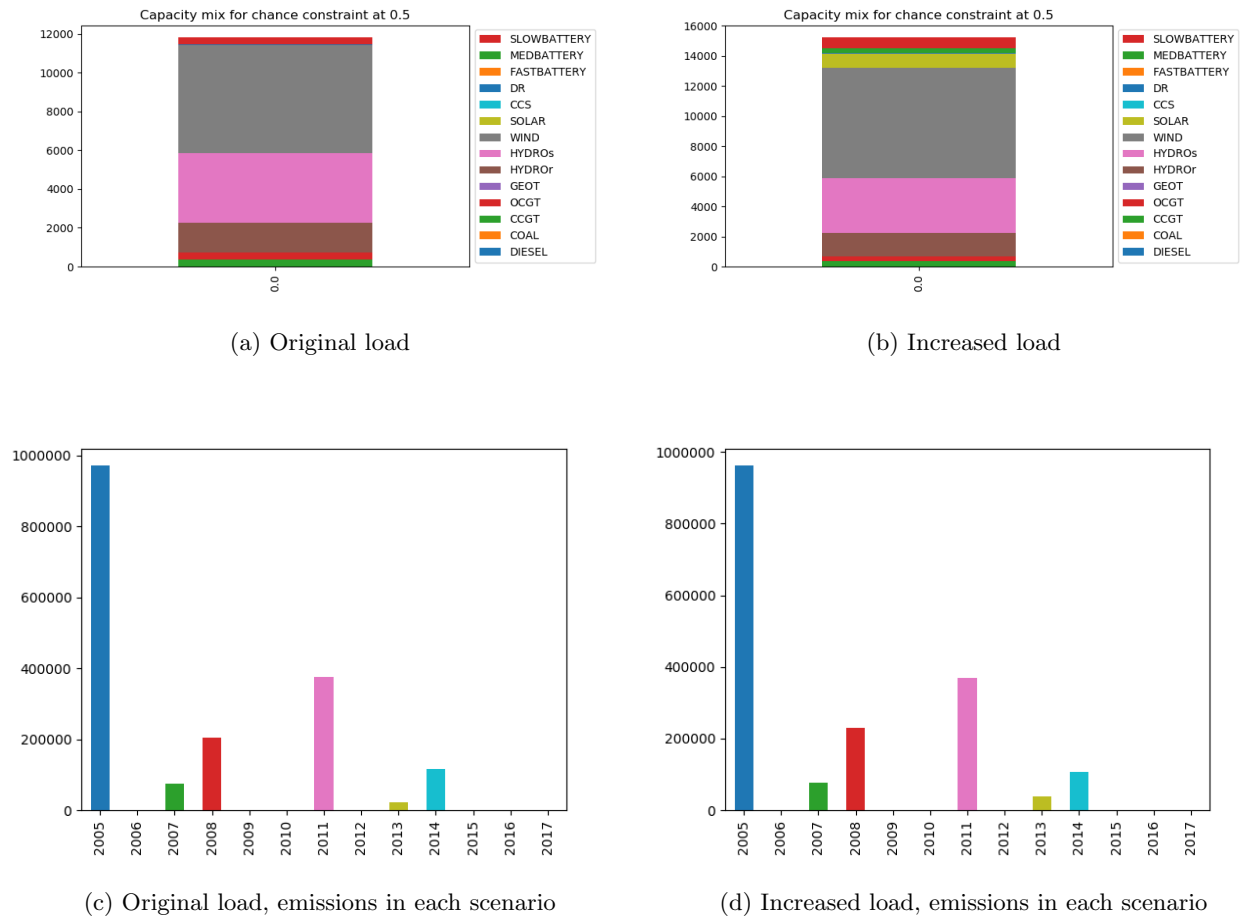 Capacity mix for chance constraint at 0.5
12000
10000
8000
6000
4000
2000
0
0.0
SLOWBATTERY
MEDBATTERY
FASTBATTERY
DR
CCS
SOLAR
WIND
HYDROs
HYDROr
GEOT
OCGT
CCGT
COAL
DIESEL
(a) Original load
Capacity mix for chance constraint at 0.5
16000
14000
12000
10000
8000
6000
4000
2000
0
0.0
SLOWBATTERY
MEDBATTERY
FASTBATTERY
DR
CCS
SOLAR
WIND
HYDROs
HYDROr
GEOT
OCGT
CCGT
COAL
DIESEL
(b) Increased load
1000000
800000
600000
400000
200000
0
2005
2006
2007
2008
2009
2010
2011
2012
2013
2014
2015
2016
2017
(c) Original load, emissions in each scenario
1000000
800000
600000
400000
200000
0
2005
2006
2007
2008
2009
2010
2011
2012
2013
2014
2015
2016
2017
(d) Increased load, emissions in each scenario